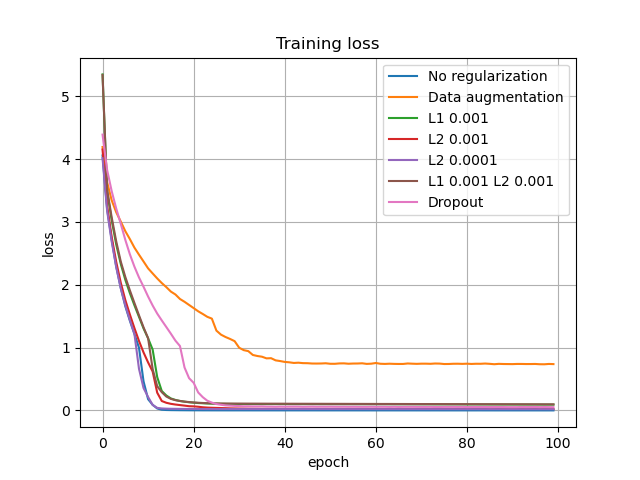 Training loss
No regularization
Data augmentation
L1 0.001
L2 0.001
L2 0.0001
L1 0.001 L2 0.001
Dropout
loss
5
4
3
2
1
0
0 20 40 60 80 100
epoch